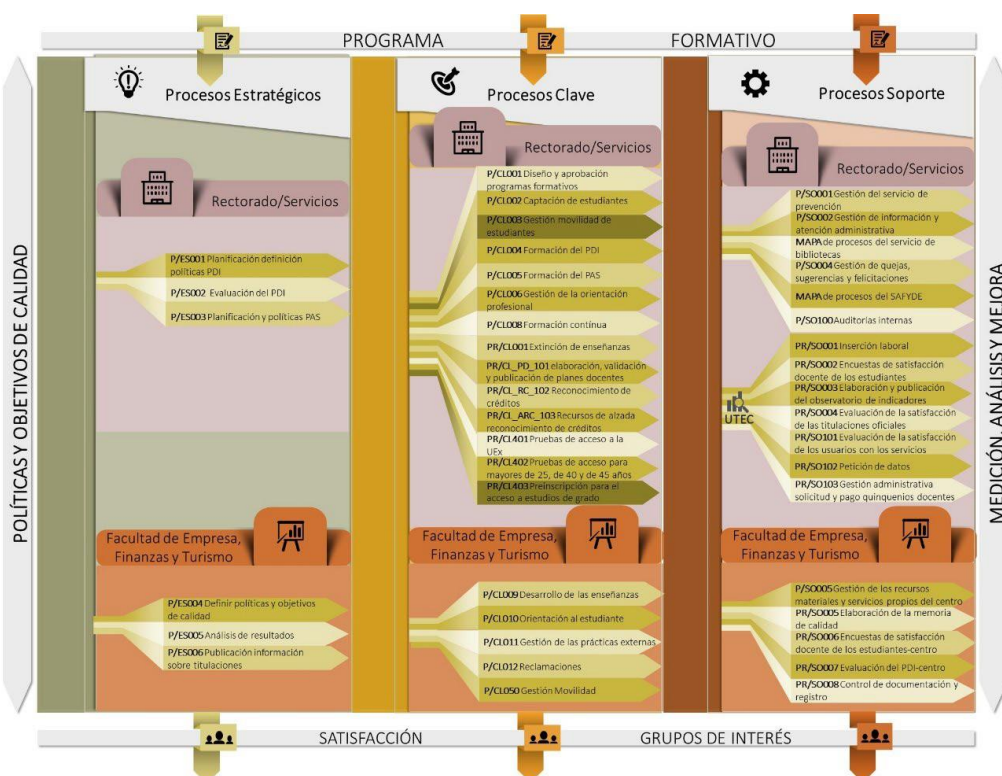 PROGRAMA FORMATIVO
POLÍTICAS Y OBJETIVOS DE CALIDAD
Procesos Estratégicos
Rectorado/Servicios
P/ES001 Planificación definición
políticas PDI
P/ES002 Evaluación del PDI
P/ES003 Planificación y políticas PAS
Facultad de Empresa,
Finanzas y Turismo
P/ES004 Definir políticas y objetivos
de calidad
P/ES005 Análisis de resultados
P/ES006 Publicación información
sobre titulaciones
Procesos Clave
Rectorado/Servicios
P/CL001 Diseño y aprobación
programas formativos
P/CL002 Captación de estudiantes
P/CL003 Gestión movilidad de
estudiantes
P/CL004 Formación del PDI
P/CL005 Formación del PAS
P/CL006 Gestión de la orientación
profesional
P/CL008 Formación contínua
PR/CL001 Extinción de enseñanzas
PR/CL_PD_101 elaboración, validación
y publicación de planes docentes
PR/CL_RC_102 Reconocimiento de
créditos
PR/CL_ARC_103 Recursos de alzada
reconocimiento de créditos
PR/CL401 Pruebas de acceso a la
UEx
PR/CL402 Pruebas de acceso para
mayores de 25, de 40 y de 45 años
PR/CL403 Preinscripción para el
acceso a estudios de grado
Facultad de Empresa,
Finanzas y Turismo
P/CL009 Desarrollo de las enseñanzas
P/CL010 Orientación al estudiante
P/CL011 Gestión de las prácticas externas
P/CL012 Reclamaciones
P/CL050 Gestión Movilidad
Procesos Soporte
Rectorado/Servicios
P/SO001 Gestión del servicio de
prevención
P/SO002 Gestión de información y
atención administrativa
MAPA de procesos del servicio de
bibliotecas
P/SO004 Gestión de quejas,
sugerencias y felicitaciones
MAPA de procesos del SAFYDE
P/SO100 Auditorías internas
UTEC
PR/SO001 Inserción laboral
PR/SO002 Encuestas de satisfacción
docente de los estudiantes
PR/SO003 Elaboración y publicación
del observatorio de indicadores
PR/SO004 Evaluación de la satisfacción
de las titulaciones oficiales
PR/SO101 Evaluación de la satisfacción
de los usuarios con los servicios
PR/SO102 Petición de datos
PR/SO103 Gestión administrativa
solicitud y pago quinquenios docentes
Facultad de Empresa,
Finanzas y Turismo
P/SO005 Gestión de los recursos
materiales y servicios propios del centro
PR/SO005 Elaboración de la memoria
de calidad
PR/SO006 Encuestas de satisfacción
docente de los estudiantes-centro
PR/SO007 Evaluación del PDI-centro
PR/SO008 Control de documentación y
registro
MEDICIÓN, ANÁLISIS Y MEJORA
SATISFACCIÓN GRUPOS DE INTERÉS